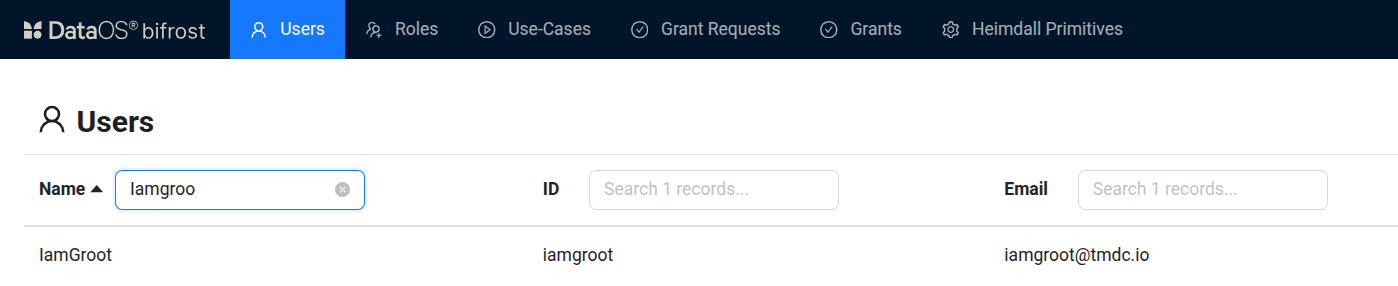 DataOS® bifrost Users Roles Use-Cases Grant Requests Grants Heimdall Primitives
Users
Name Iamgroo ID Search 1 records... Email Search 1 records...
IamGroot iamgroot iamgroot@tmdc.io